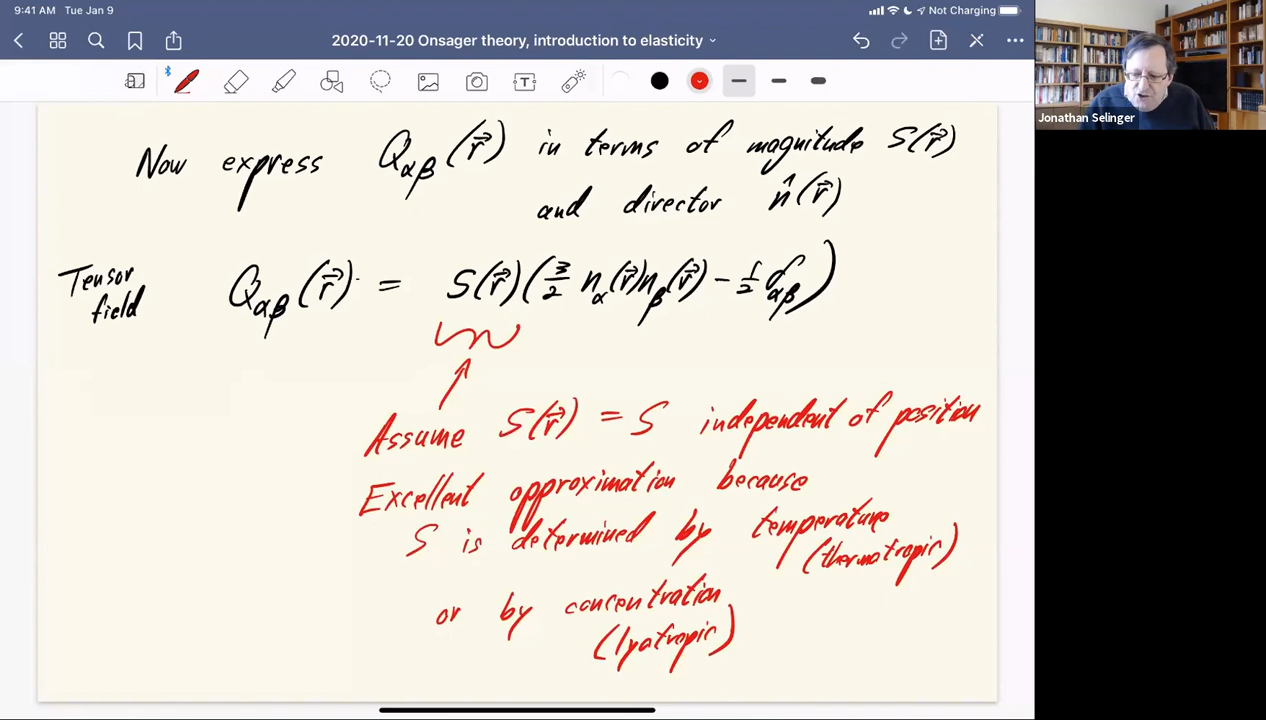 9:41 AM Tue Jan 9
Not Charging
2020-11-20 Onsager theory, introduction to elasticity
Jonathan Selinger
Now express Qαβ(r⃗) in terms of magnitude S(r⃗)
and director n̂(r⃗)
Tensor
field
Qαβ(r⃗) = S(r⃗)(3/2 nα(r⃗)nβ(r⃗) − 1/2 δαβ)
Assume S(r⃗) = S independent of position
Excellent approximation because
S is determined by temperature
(thermotropic)
or by concentration
(lyotropic)